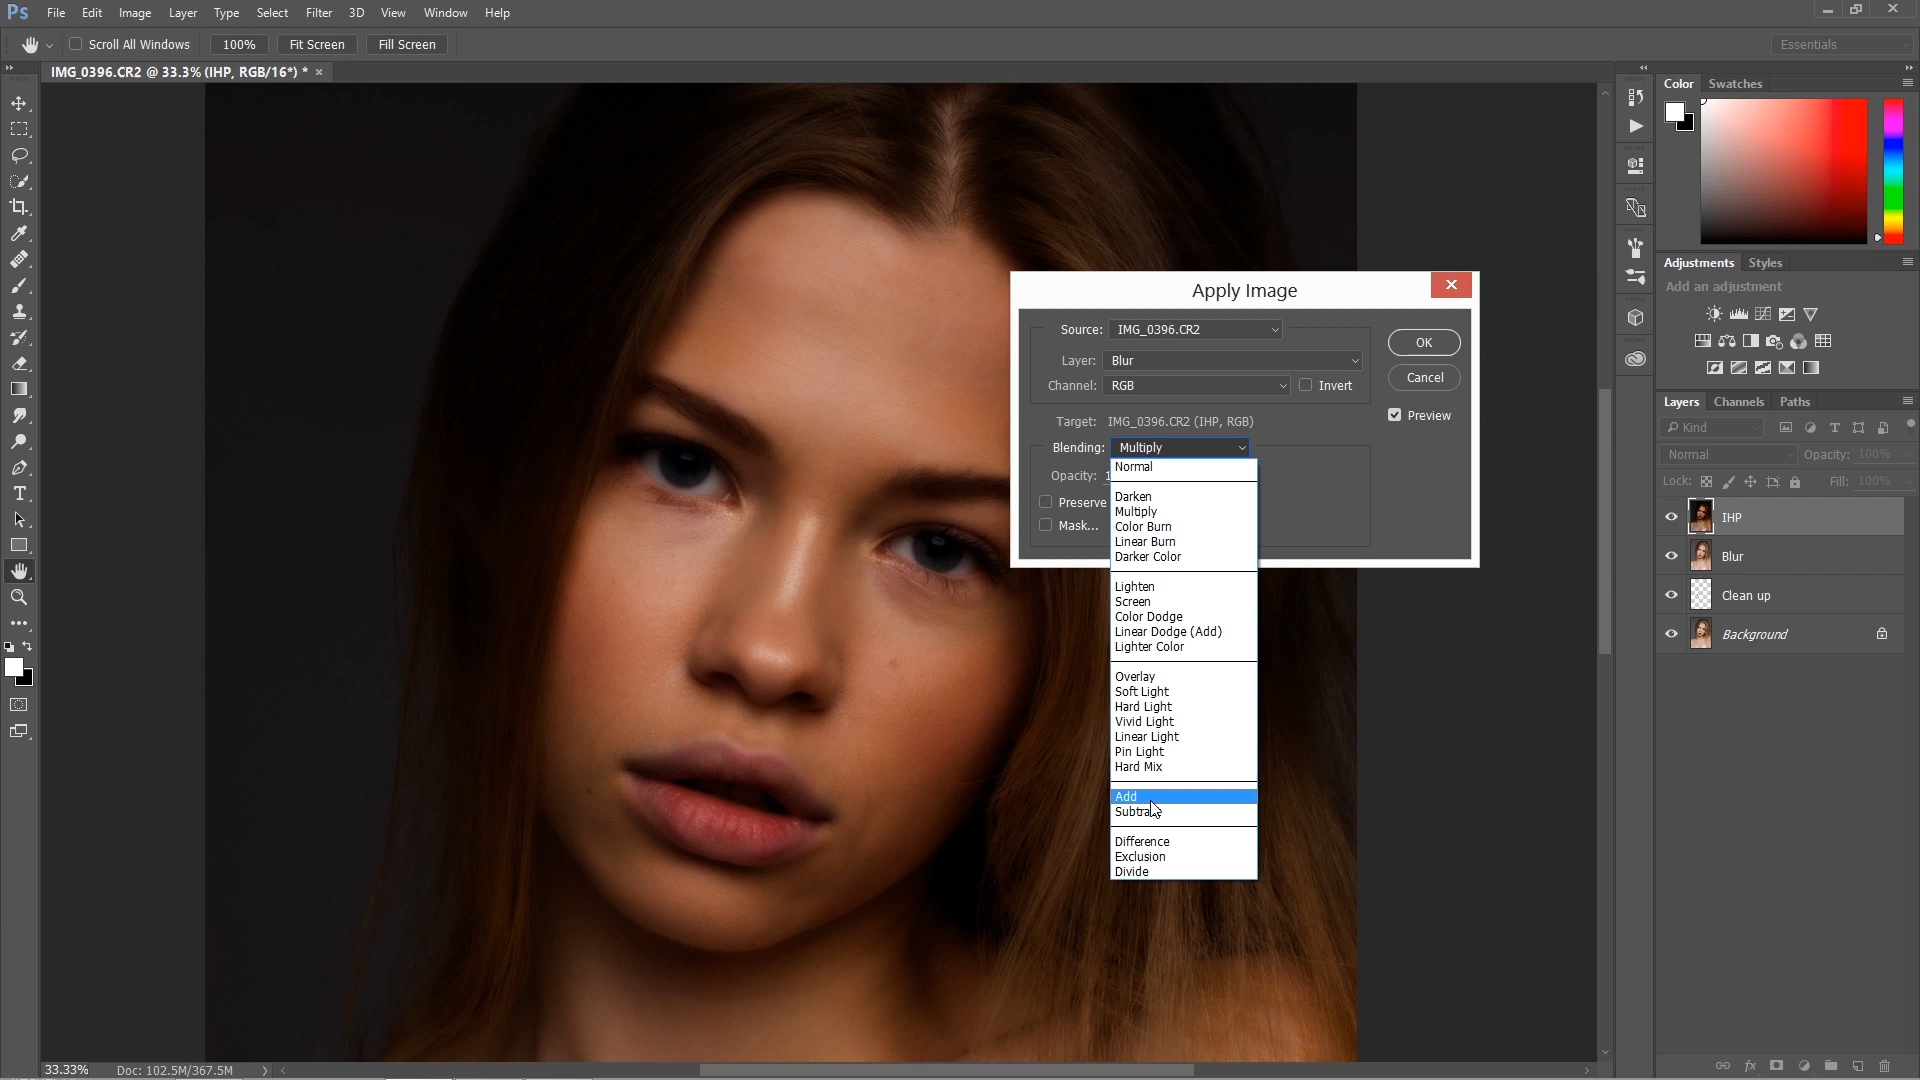 Ps File Edit Image Layer Type Select Filter 3D View Window Help
Scroll All Windows 100% Fit Screen Fill Screen Essentials
IMG_0396.CR2 @ 33.3% (IHP, RGB/16*) * ×
Color Swatches
Adjustments Styles
Add an adjustment
Apply Image
Source: IMG_0396.CR2
OK
Layer: Blur
Cancel
Channel: RGB Invert
Preview
Target: IMG_0396.CR2 (IHP, RGB)
Blending: Multiply
Opacity: 1
Preserve
Mask...
Normal
Darken
Multiply
Color Burn
Linear Burn
Darker Color
Lighten
Screen
Color Dodge
Linear Dodge (Add)
Lighter Color
Overlay
Soft Light
Hard Light
Vivid Light
Linear Light
Pin Light
Hard Mix
Add
Subtract
Difference
Exclusion
Divide
Layers Channels Paths
Kind
Normal Opacity: 100%
Lock: Fill: 100%
IHP
Blur
Clean up
Background
33.33% Doc: 102.5M/367.5M